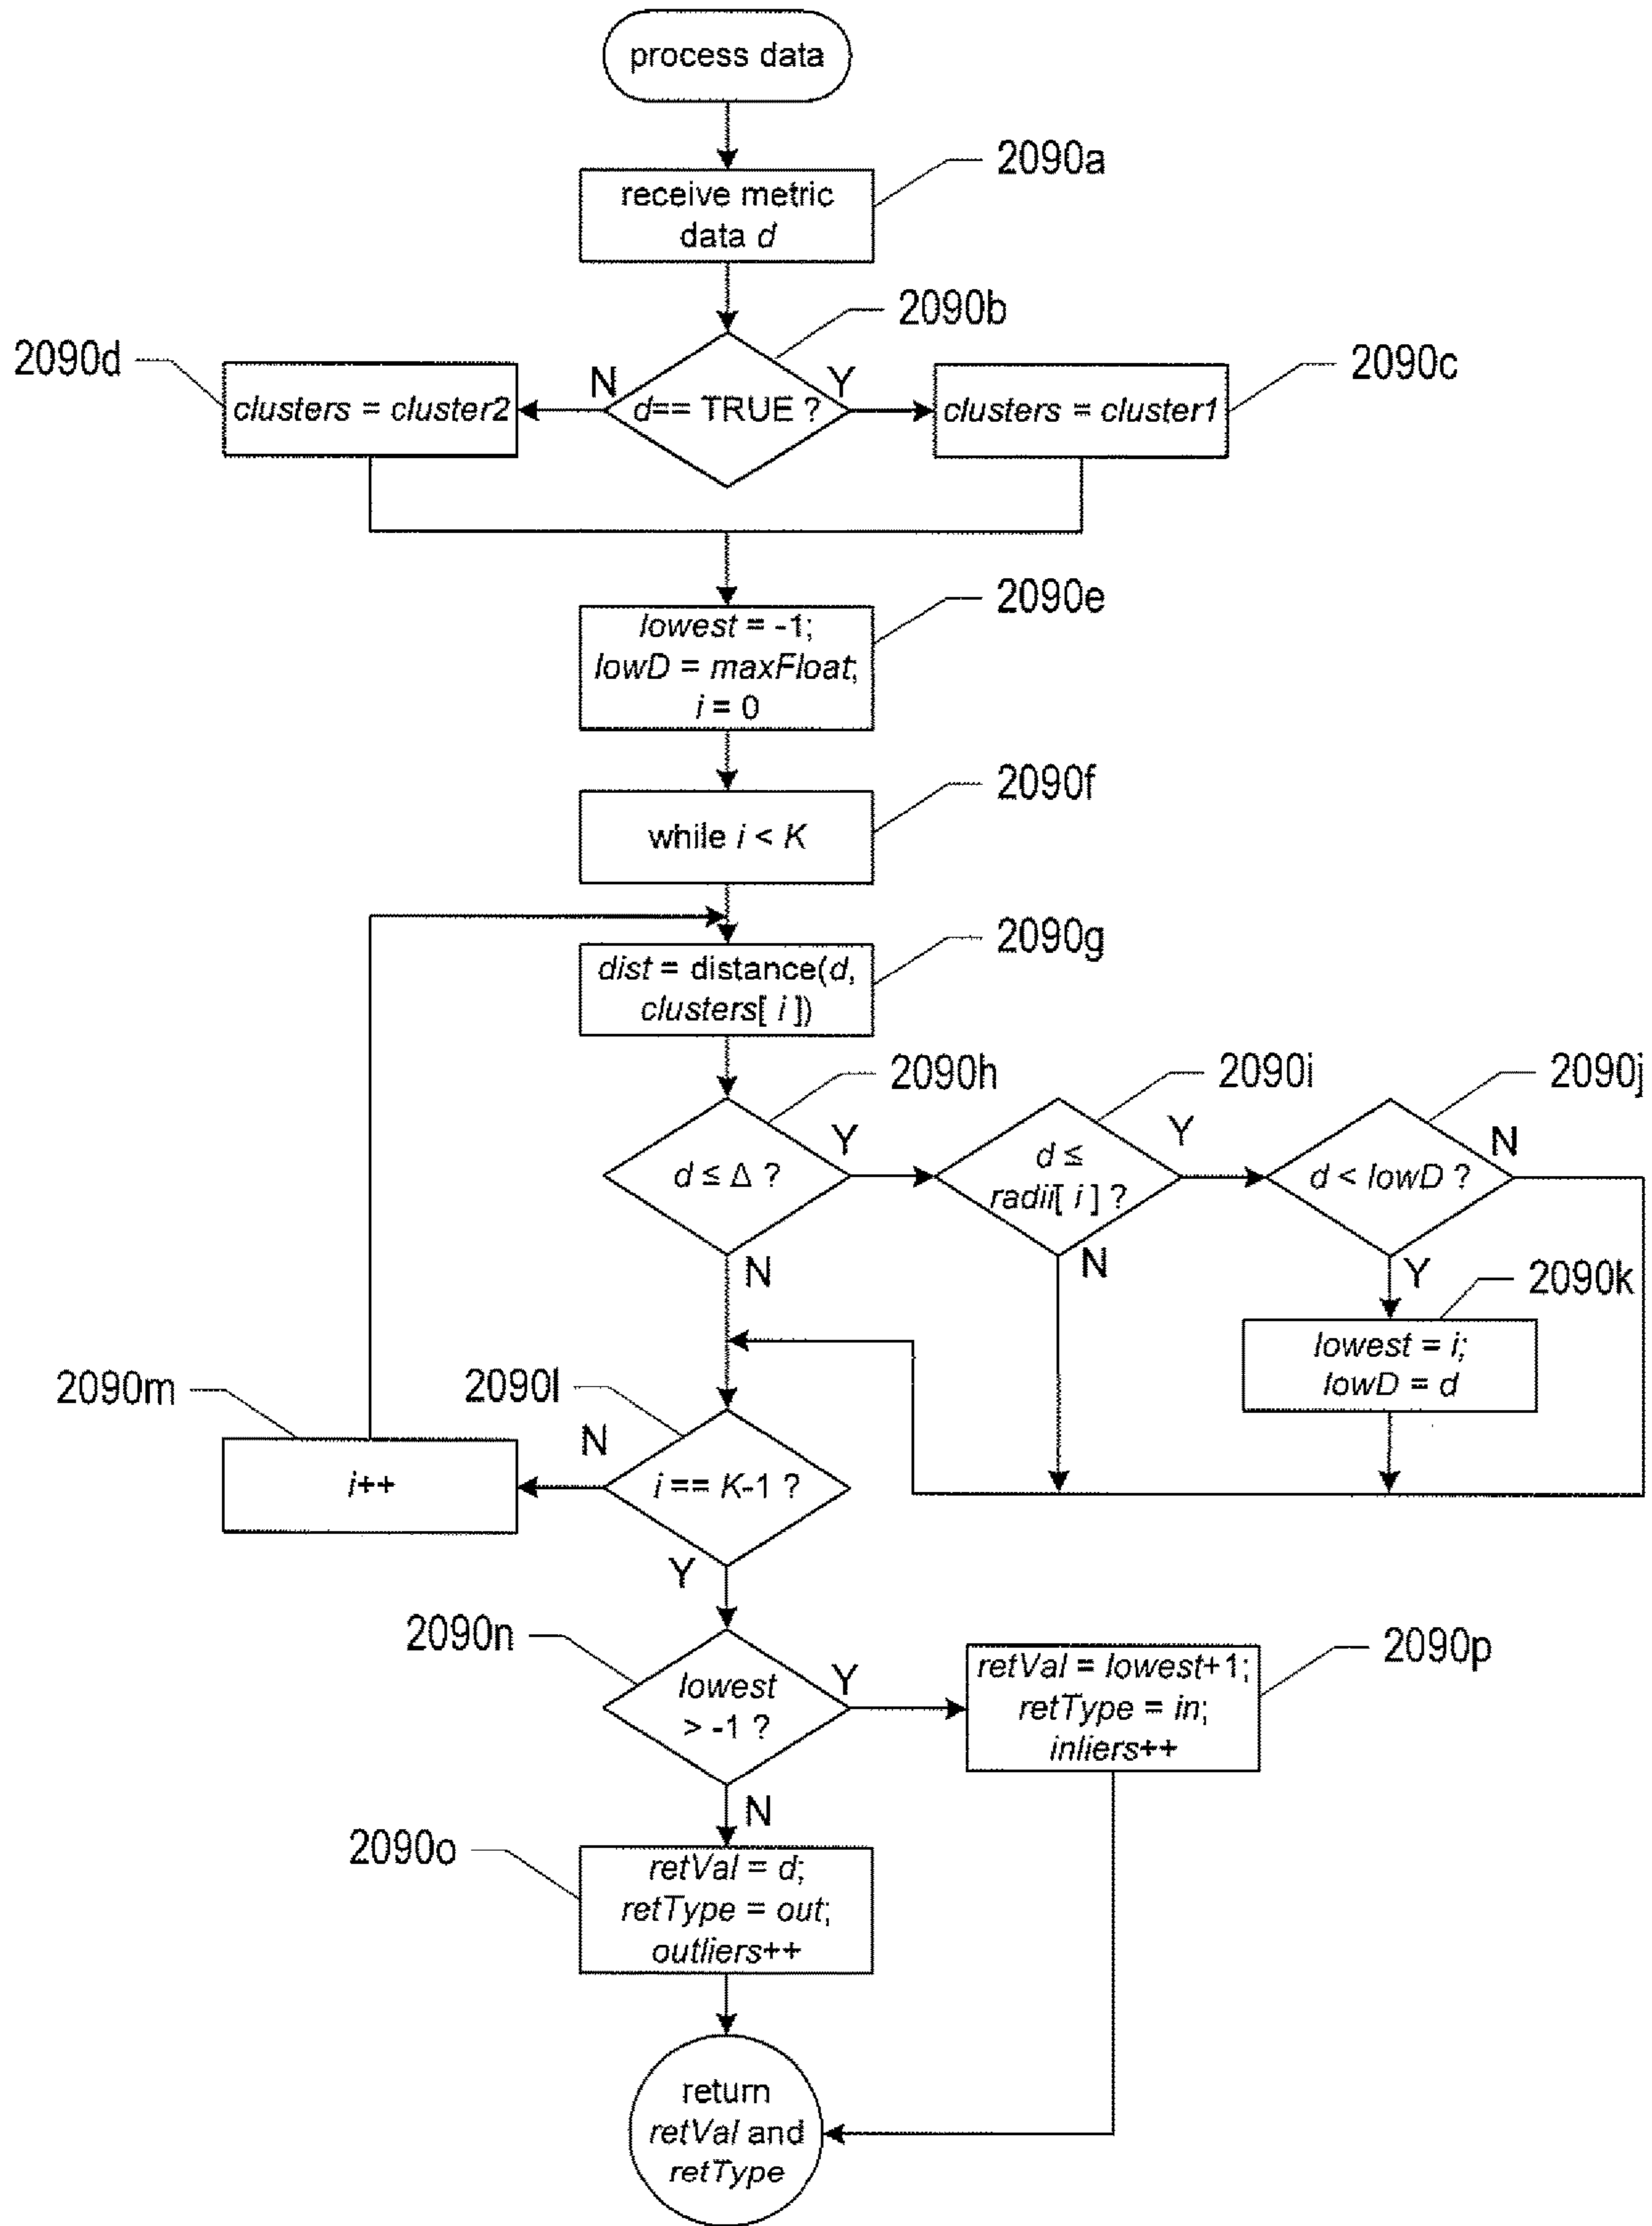 process data
2090a
receive metric
data d
2090b
2090d
2090c
N
Y
clusters = cluster2
d== TRUE ?
clusters = cluster1
2090e
lowest = -1;
lowD = maxFloat;
i = 0
2090f
while i < K
2090g
dist = distance(d,
clusters[ i ])
2090h
2090i
2090j
Y
Y
N
d ≤ Δ ?
d ≤
radii[ i ] ?
d < lowD ?
N
N
Y
2090k
lowest = i;
lowD = d
2090m
2090l
N
i++
i == K-1 ?
Y
2090n
2090p
Y
lowest
> -1 ?
retVal = lowest+1;
retType = in;
inliers++
N
2090o
retVal = d;
retType = out;
outliers++
return
retVal and
retType